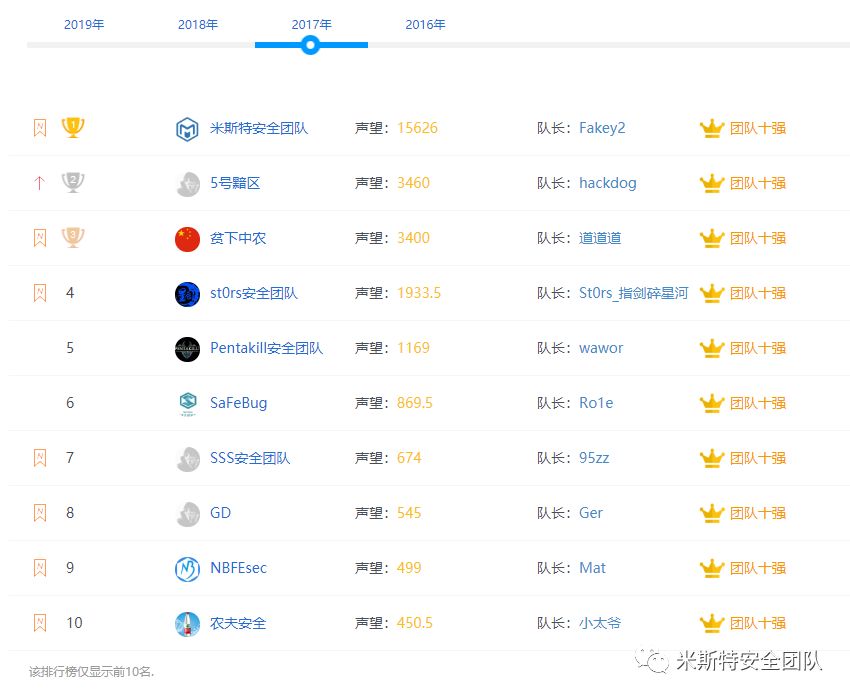 2019年 2018年 2017年 2016年
N 1 米斯特安全团队 声望：15626 队长：Fakey2 团队十强
2 5号黯区 声望：3460 队长：hackdog 团队十强
N 3 贫下中农 声望：3400 队长：道道道 团队十强
N 4 st0rs安全团队 声望：1933.5 队长：St0rs_指剑碎星河 团队十强
5 Pentakill安全团队 声望：1169 队长：wawor 团队十强
6 SaFeBug 声望：869.5 队长：Ro1e 团队十强
N 7 SSS安全团队 声望：674 队长：95zz 团队十强
N 8 GD 声望：545 队长：Ger 团队十强
N 9 NBFEsec 声望：499 队长：Mat 团队十强
N 10 农夫安全 声望：450.5 队长：小太爷 团队十强
该排行榜仅显示前10名.
米斯特安全团队